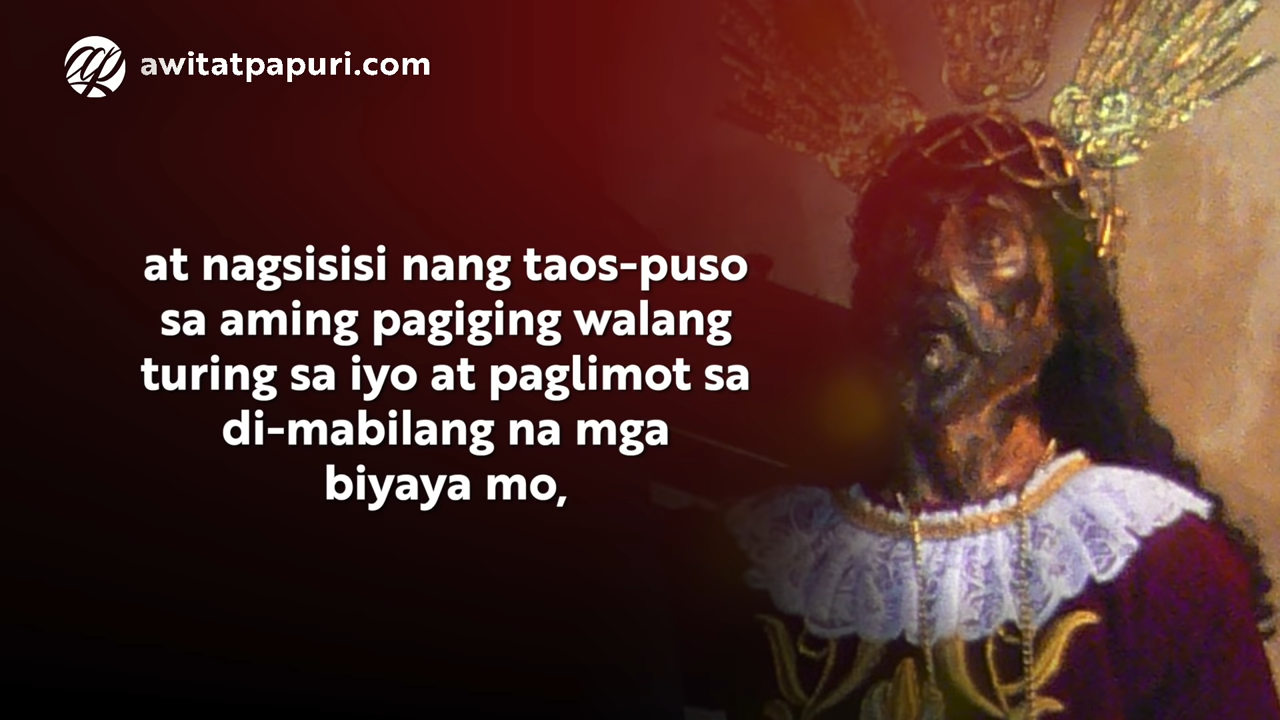 awitatpapuri.com
at nagsisisi nang taos-puso
sa aming pagiging walang
turing sa iyo at paglimot sa
di-mabilang na mga
biyaya mo,